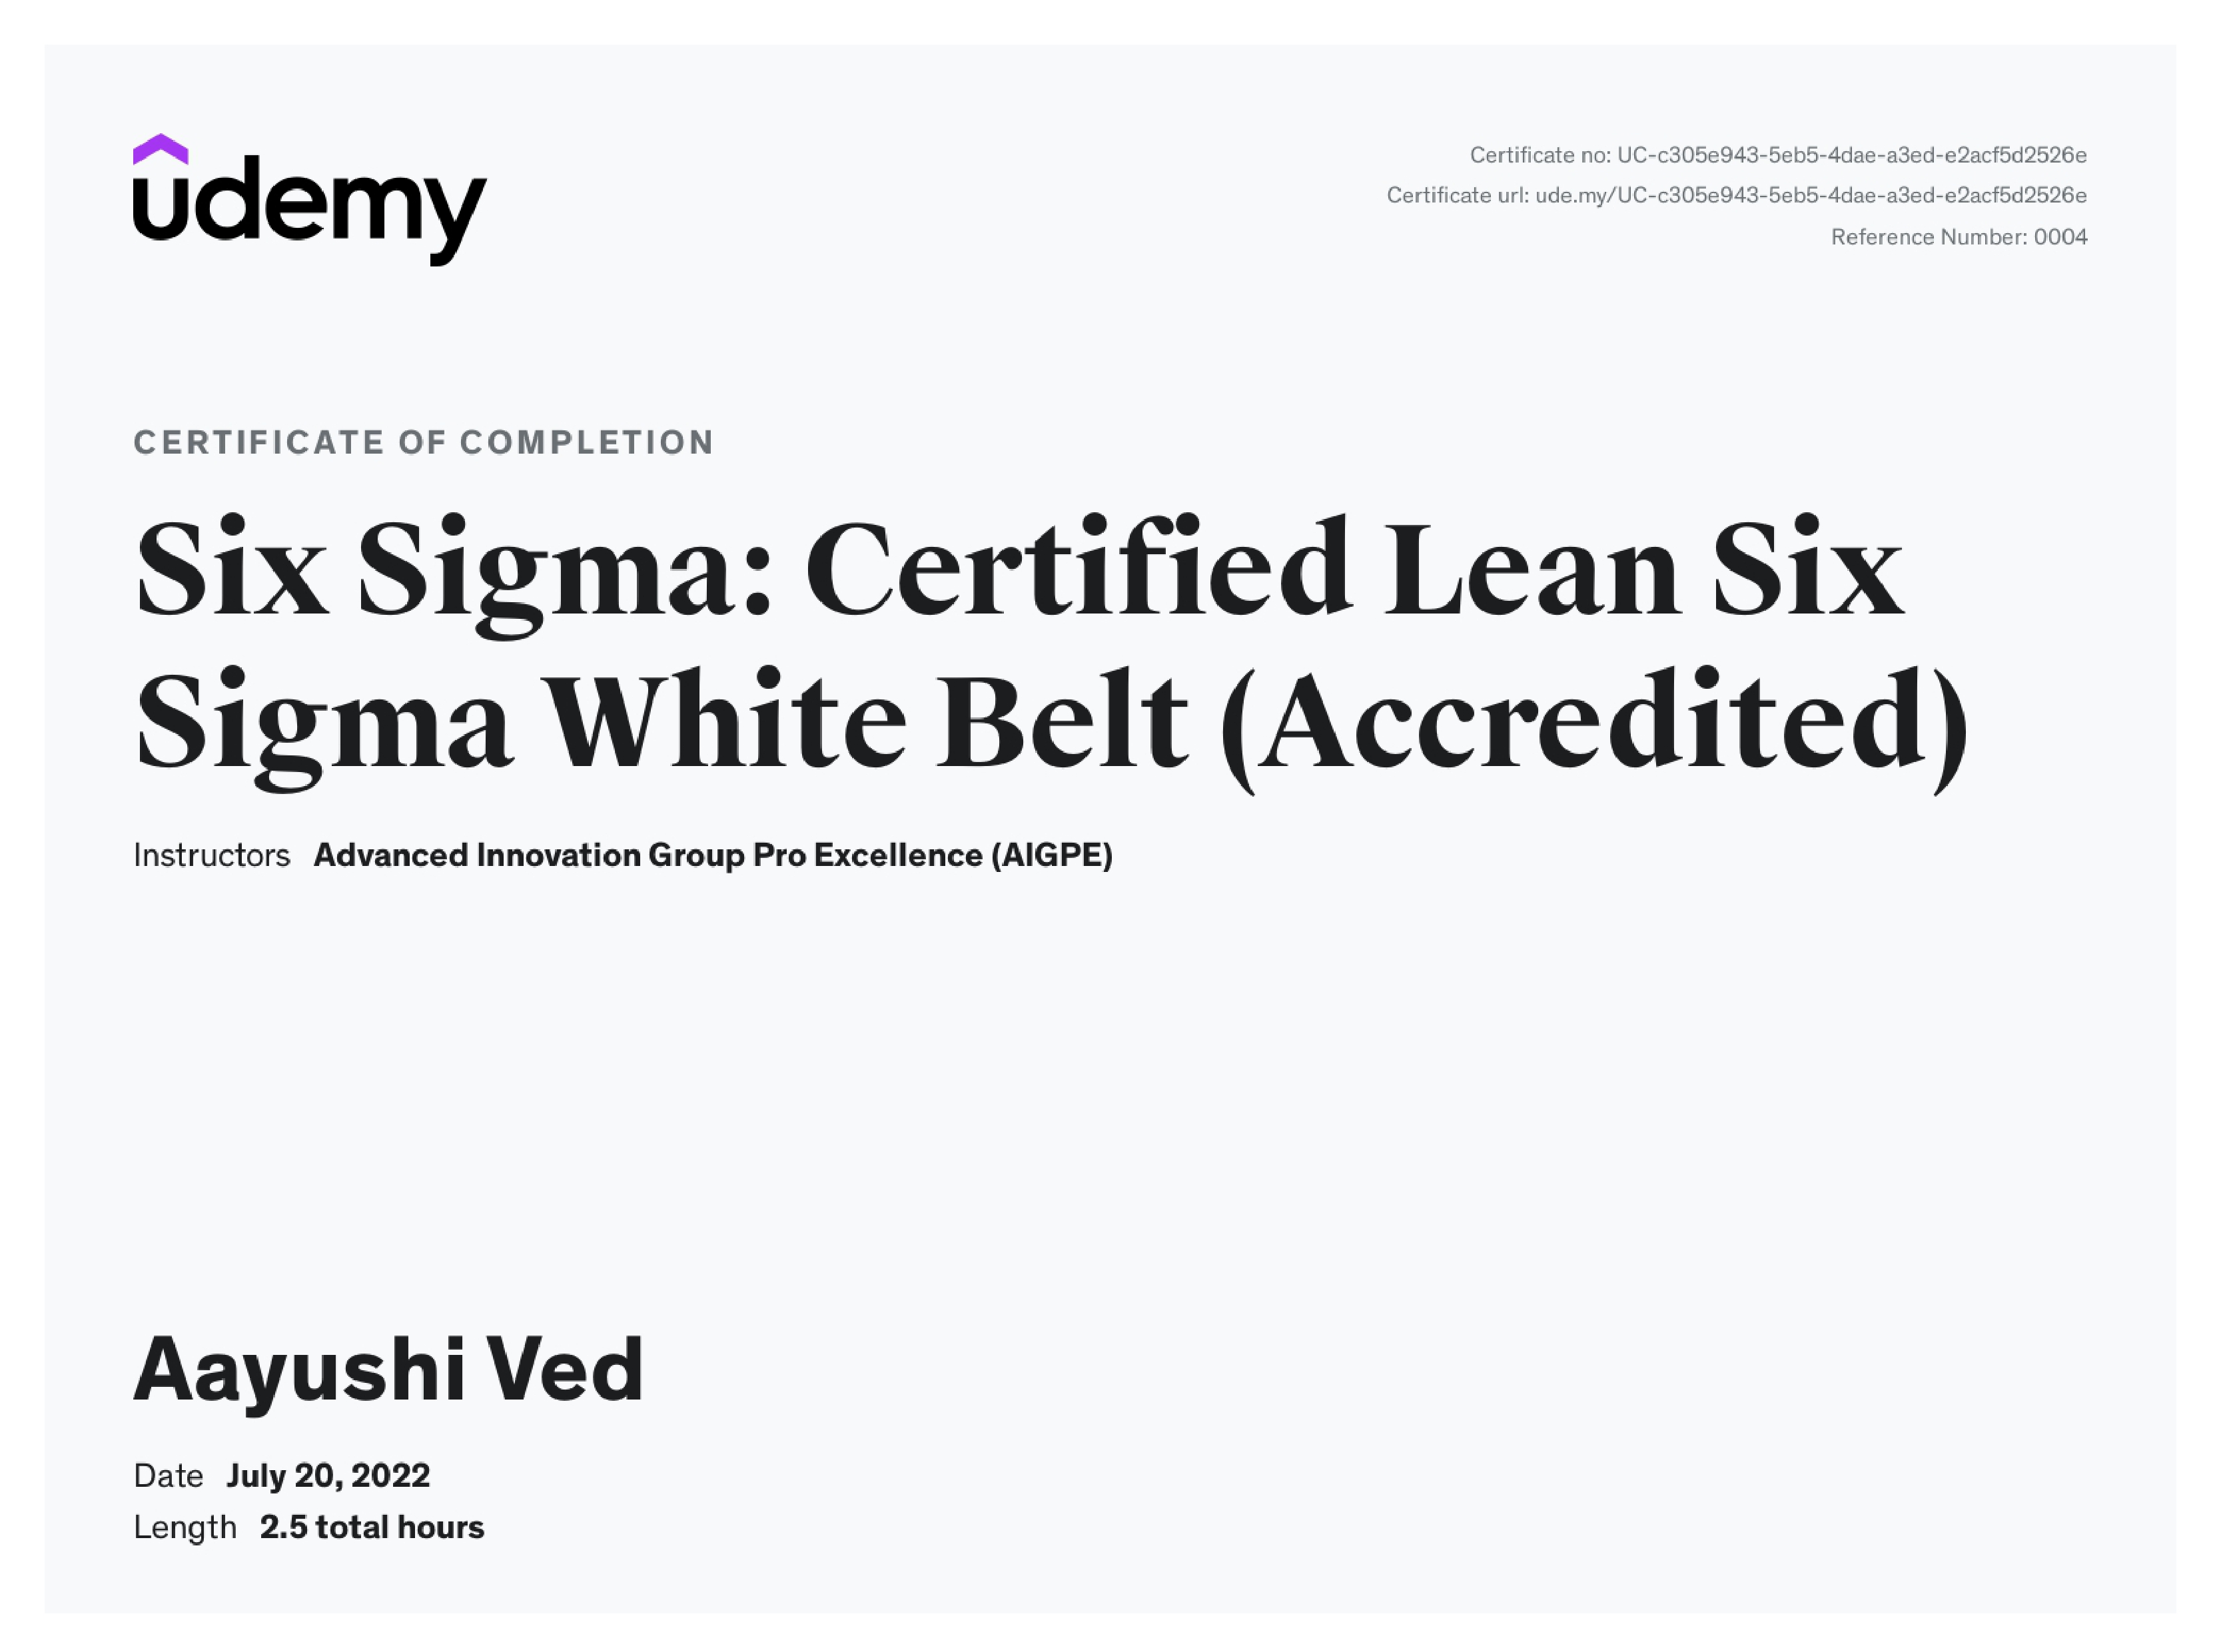 udemy
Certificate no: UC-c305e943-5eb5-4dae-a3ed-e2acf5d2526e
Certificate url: ude.my/UC-c305e943-5eb5-4dae-a3ed-e2acf5d2526e
Reference Number: 0004
CERTIFICATE OF COMPLETION
Six Sigma: Certified Lean Six
Sigma White Belt (Accredited)
Instructors Advanced Innovation Group Pro Excellence (AIGPE)
Aayushi Ved
Date July 20, 2022
Length 2.5 total hours